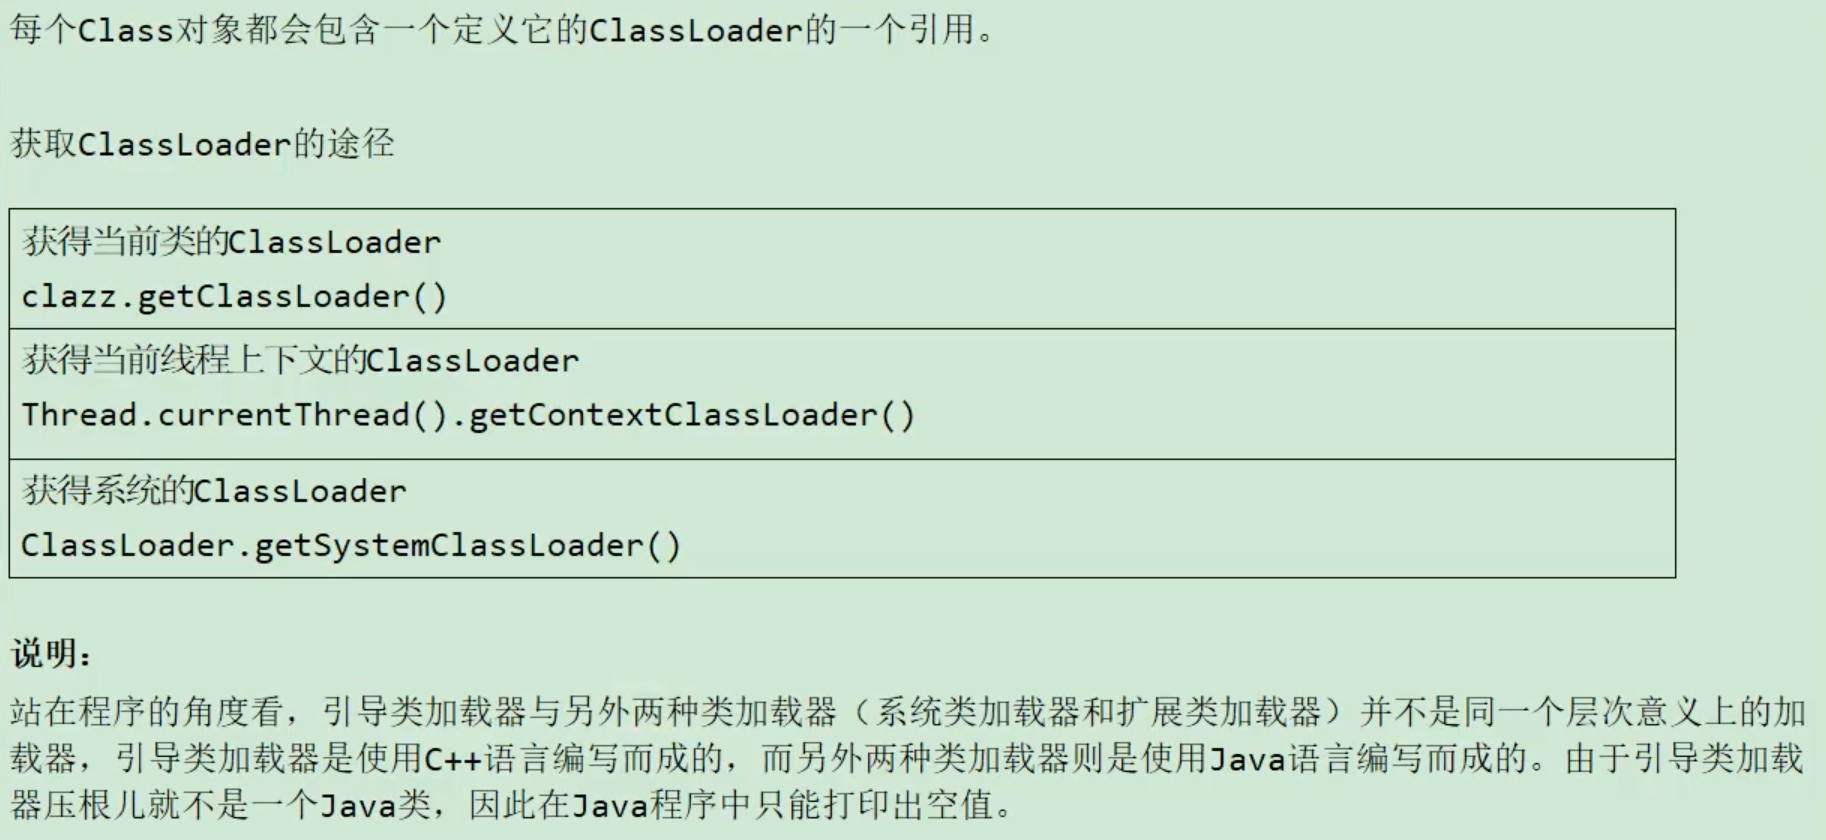 每个Class对象都会包含一个定义它的ClassLoader的一个引用。
获取ClassLoader的途径
获得当前类的ClassLoader
clazz.getClassLoader()
获得当前线程上下文的ClassLoader
Thread.currentThread().getContextClassLoader()
获得系统的ClassLoader
ClassLoader.getSystemClassLoader()
说明：
站在程序的角度看，引导类加载器与另外两种类加载器（系统类加载器和扩展类加载器）并不是同一个层次意义上的加
载器，引导类加载器是使用C++语言编写而成的，而另外两种类加载器则是使用Java语言编写而成的。由于引导类加载
器压根儿就不是一个Java类，因此在Java程序中只能打印出空值。